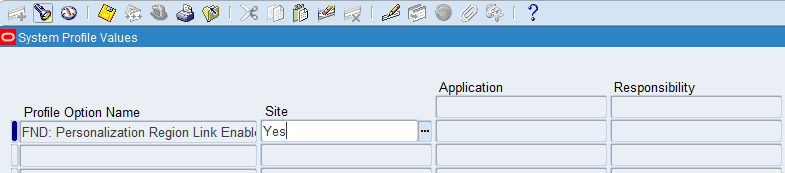 System Profile Values
Application
Responsibility
Profile Option Name
Site
FND: Personalization Region Link Enabl
Yes